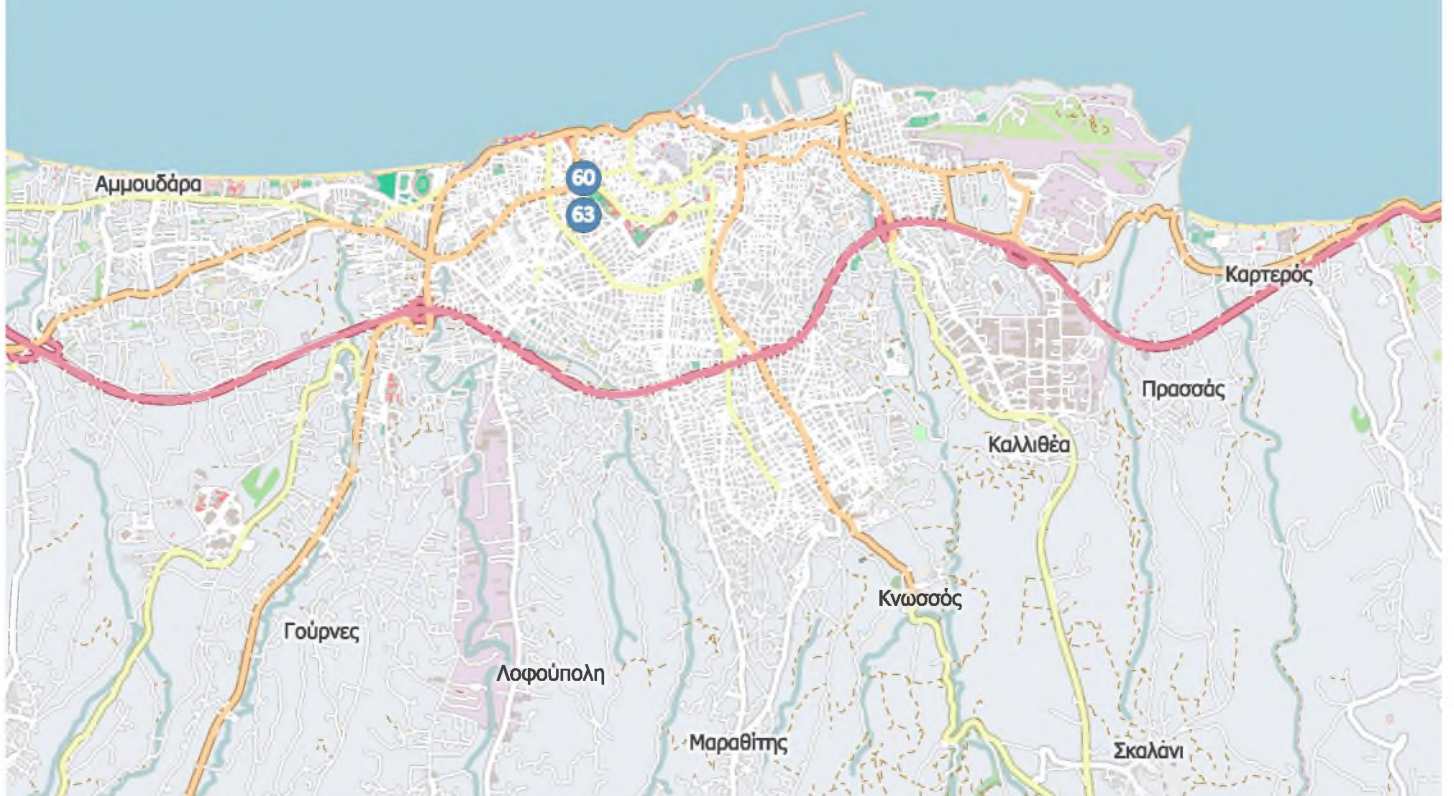 60
Αμμουδάρα
63
Καρτερός
Πρασσάς
Καλλιθέα
Κνωσσός
Γούρνες
Λοφούπολη
Μαραθίτης
Σκαλάνι